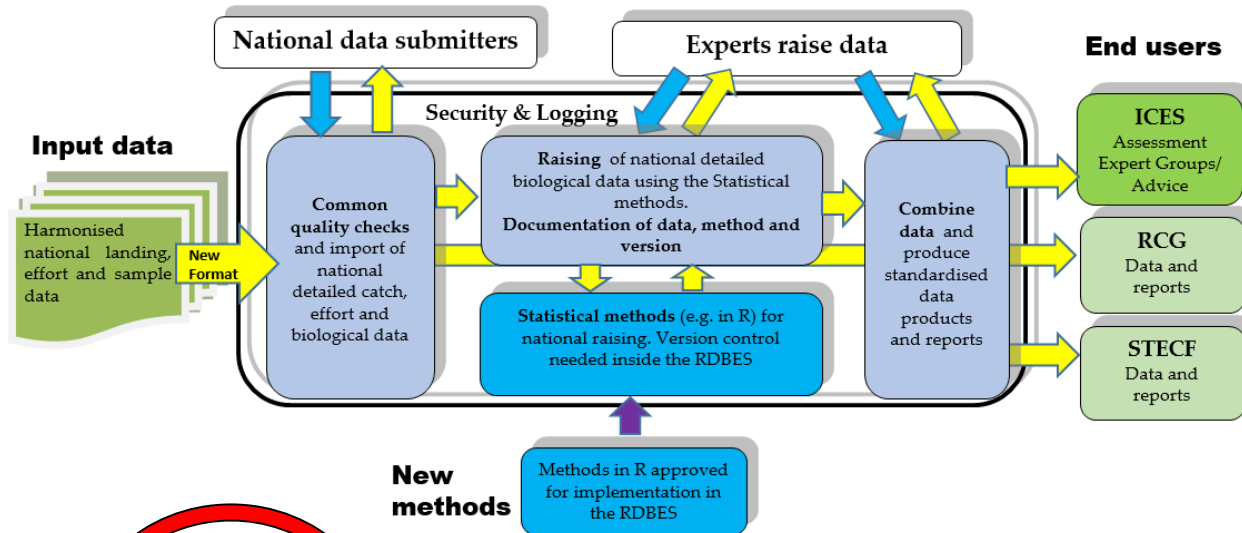 National data submitters
Experts raise data
End users
Security & Logging
Input data
Harmonised
national landing,
effort and sample
data
New
Format
Common
quality checks
and import of
national
detailed catch,
effort and
biological data
Raising of national detailed
biological data using the Statistical
methods.
Documentation of data, method and
version
Statistical methods (e.g. in R) for
national raising. Version control
needed inside the RDBES
Combine
data and
produce
standardised
data
products
and reports
ICES
Assessment
Expert Groups/
Advice
RCG
Data and
reports
STECF
Data and
reports
New
methods
Methods in R approved
for implementation in
the RDBES